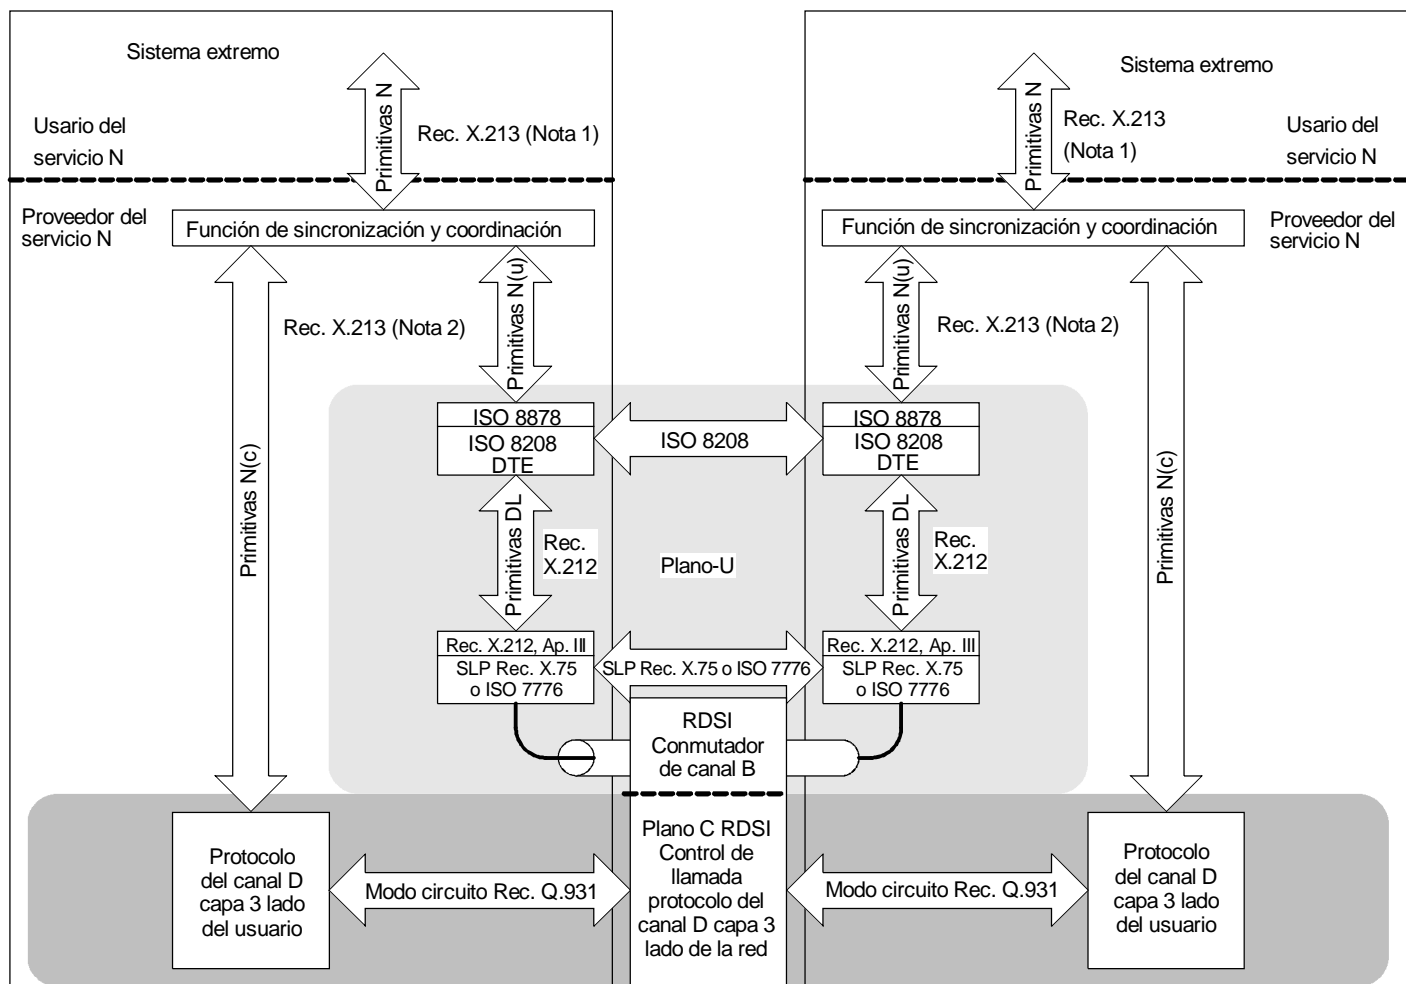 Sistema extremo
Primitivas N
Rec. X.213 (Nota 1)
Usario del
servicio N
Proveedor del
servicio N
Función de sincronización y coordinación
Primitivas N(u)
Rec. X.213 (Nota 2)
Primitivas N(c)
ISO 8878
ISO 8208
DTE
Primitivas DL
Rec.
X.212
Rec. X.212, Ap. III
SLP Rec. X.75
o ISO 7776
Protocolo
del canal D
capa 3 lado
del usuario
ISO 8208
Plano-U
SLP Rec. X.75 o ISO 7776
RDSI
Conmutador
de canal B
Modo circuito Rec. Q.931
Plano C RDSI
Control de
llamada
protocolo del
canal D capa 3
lado de la red
Modo circuito Rec. Q.931
Sistema extremo
Primitivas N
Rec. X.213
(Nota 1)
Usario del
servicio N
Función de sincronización y coordinación
Proveedor del
servicio N
Primitivas N(u)
Rec. X.213 (Nota 2)
Primitivas N(c)
ISO 8878
ISO 8208
DTE
Primitivas DL
Rec.
X.212
Rec. X.212, Ap. III
SLP Rec. X.75
o ISO 7776
Protocolo
del canal D
capa 3 lado
del usuario